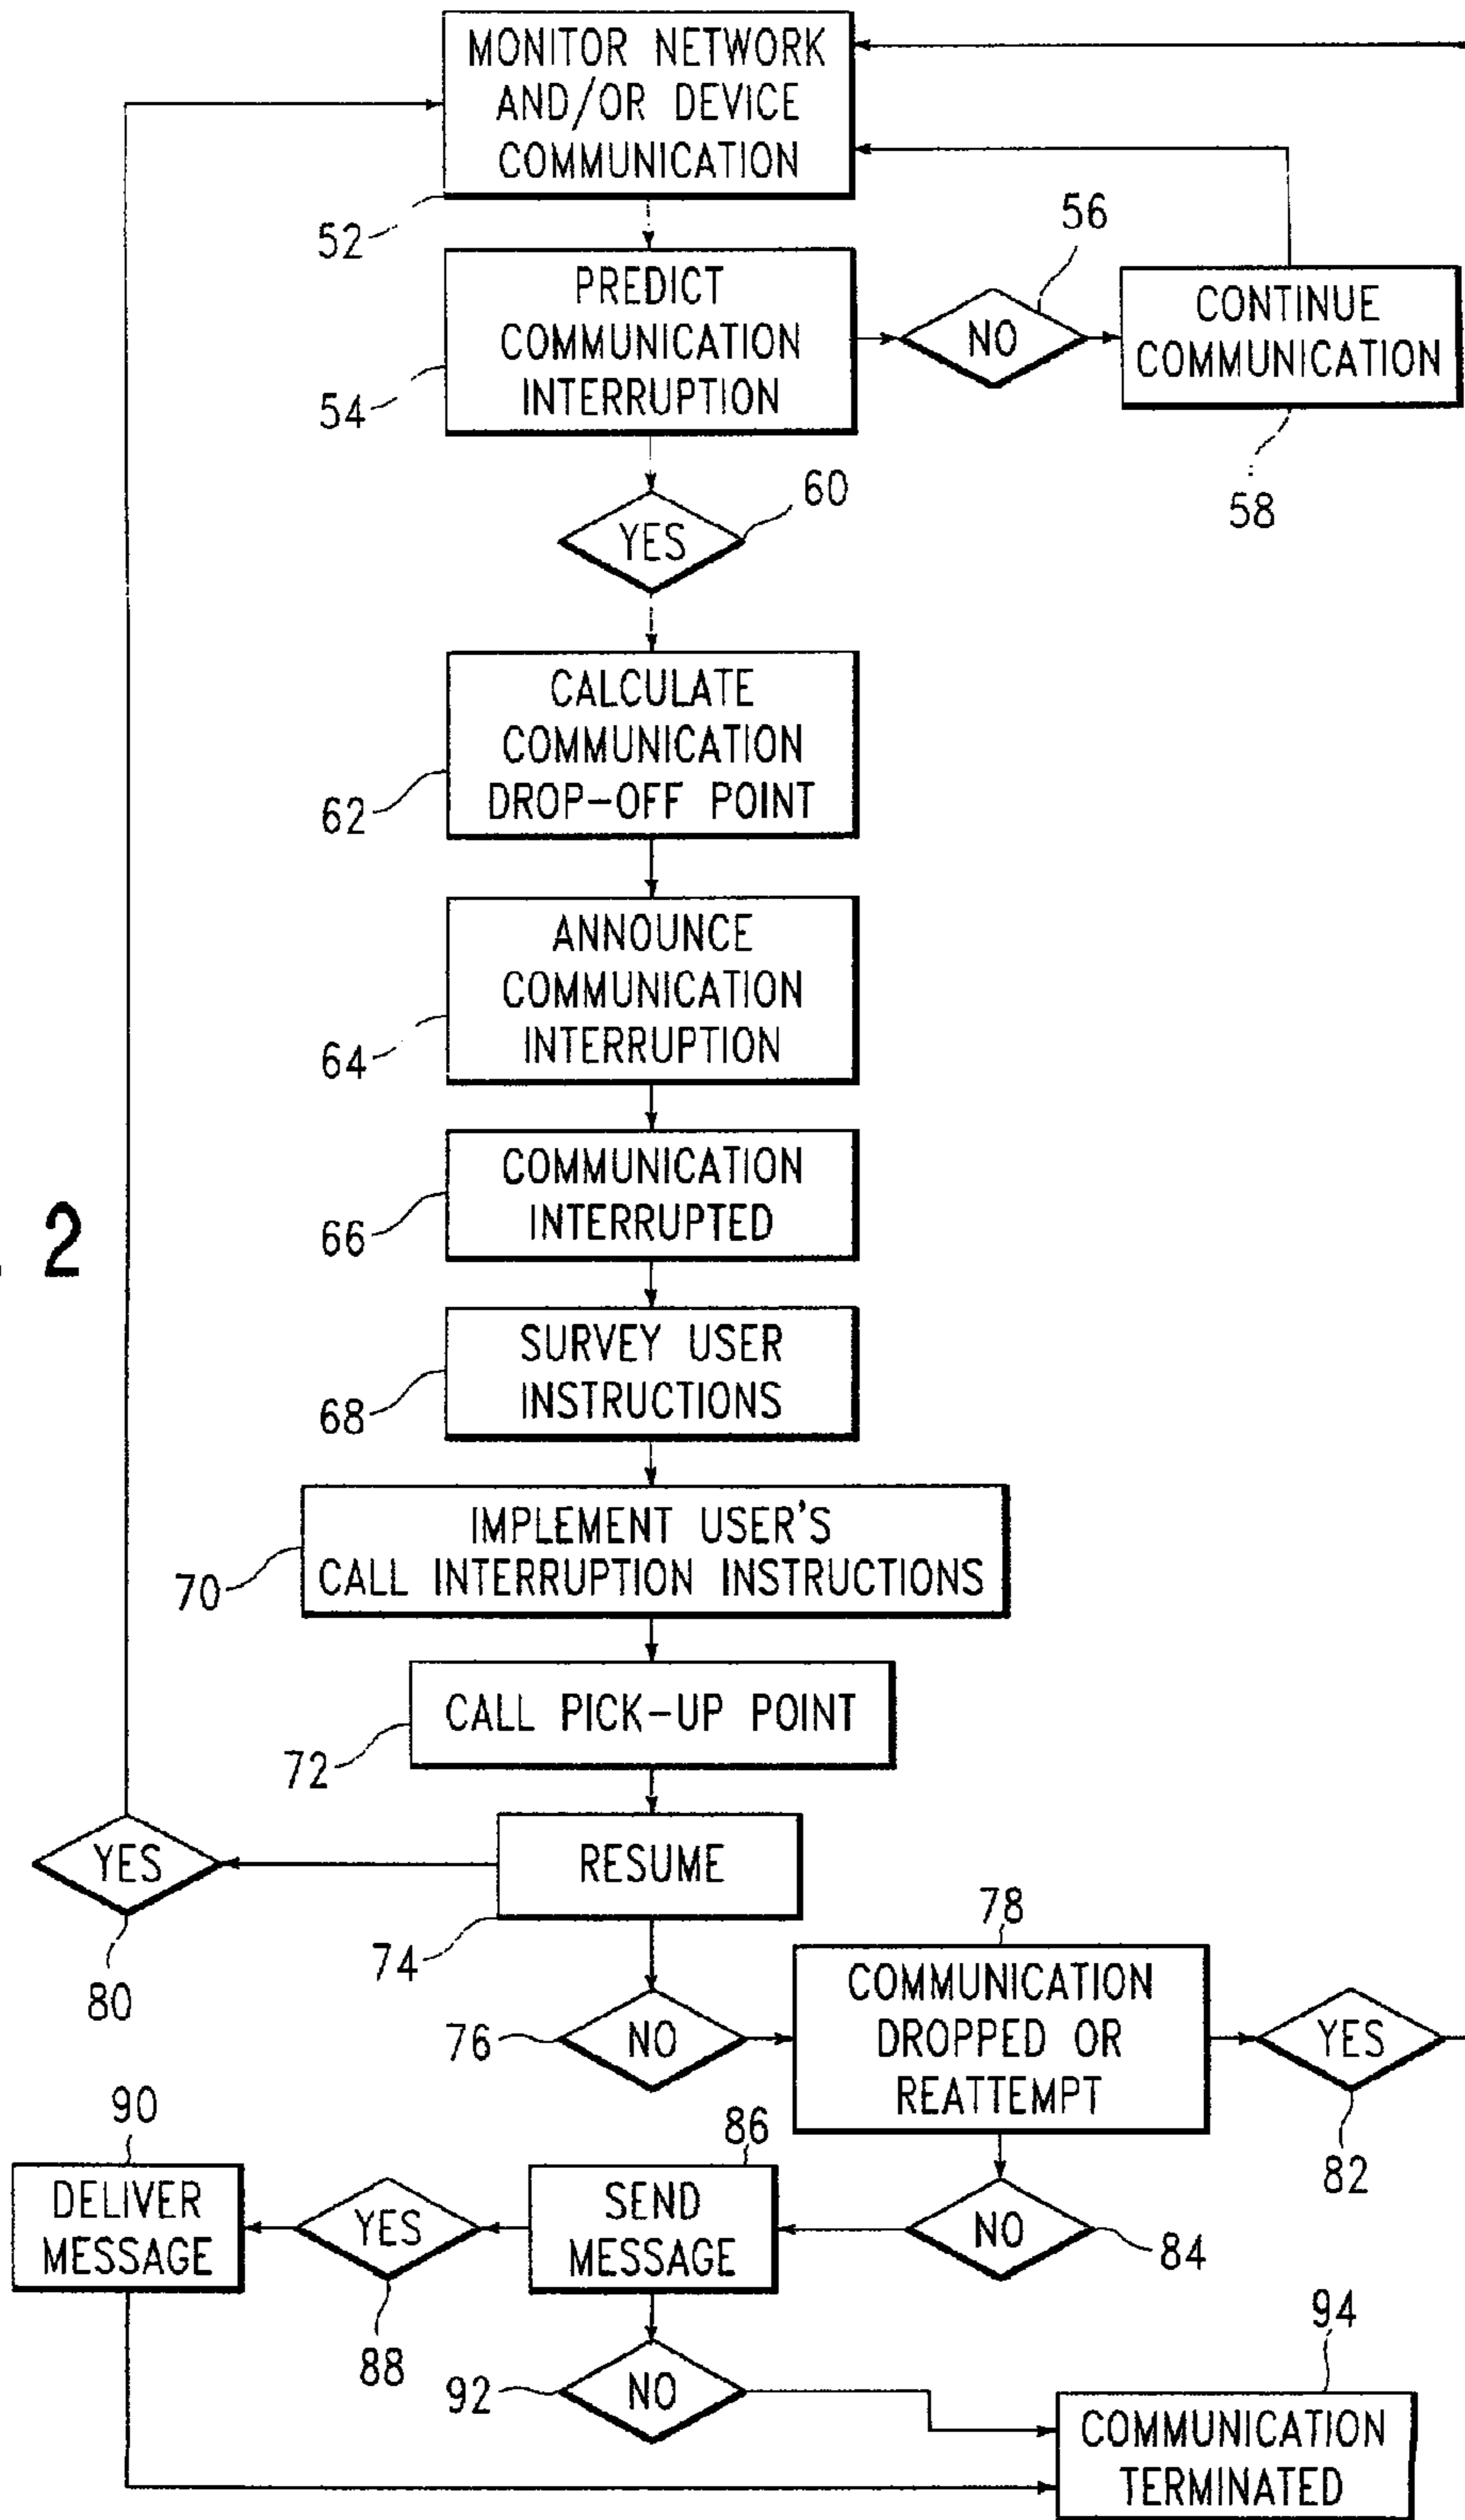 MONITOR NETWORK
AND/OR DEVICE
COMMUNICATION
52
PREDICT
COMMUNICATION
INTERRUPTION
54
56
NO
CONTINUE
COMMUNICATION
58
YES
60
CALCULATE
COMMUNICATION
DROP-OFF POINT
62
ANNOUNCE
COMMUNICATION
INTERRUPTION
64
COMMUNICATION
INTERRUPTED
66
2
SURVEY USER
INSTRUCTIONS
68
IMPLEMENT USER'S
CALL INTERRUPTION INSTRUCTIONS
70
CALL PICK-UP POINT
72
RESUME
74
YES
80
NO
76
78
COMMUNICATION
DROPPED OR
REATTEMPT
YES
82
NO
84
86
SEND
MESSAGE
YES
88
90
DELIVER
MESSAGE
NO
92
94
COMMUNICATION
TERMINATED